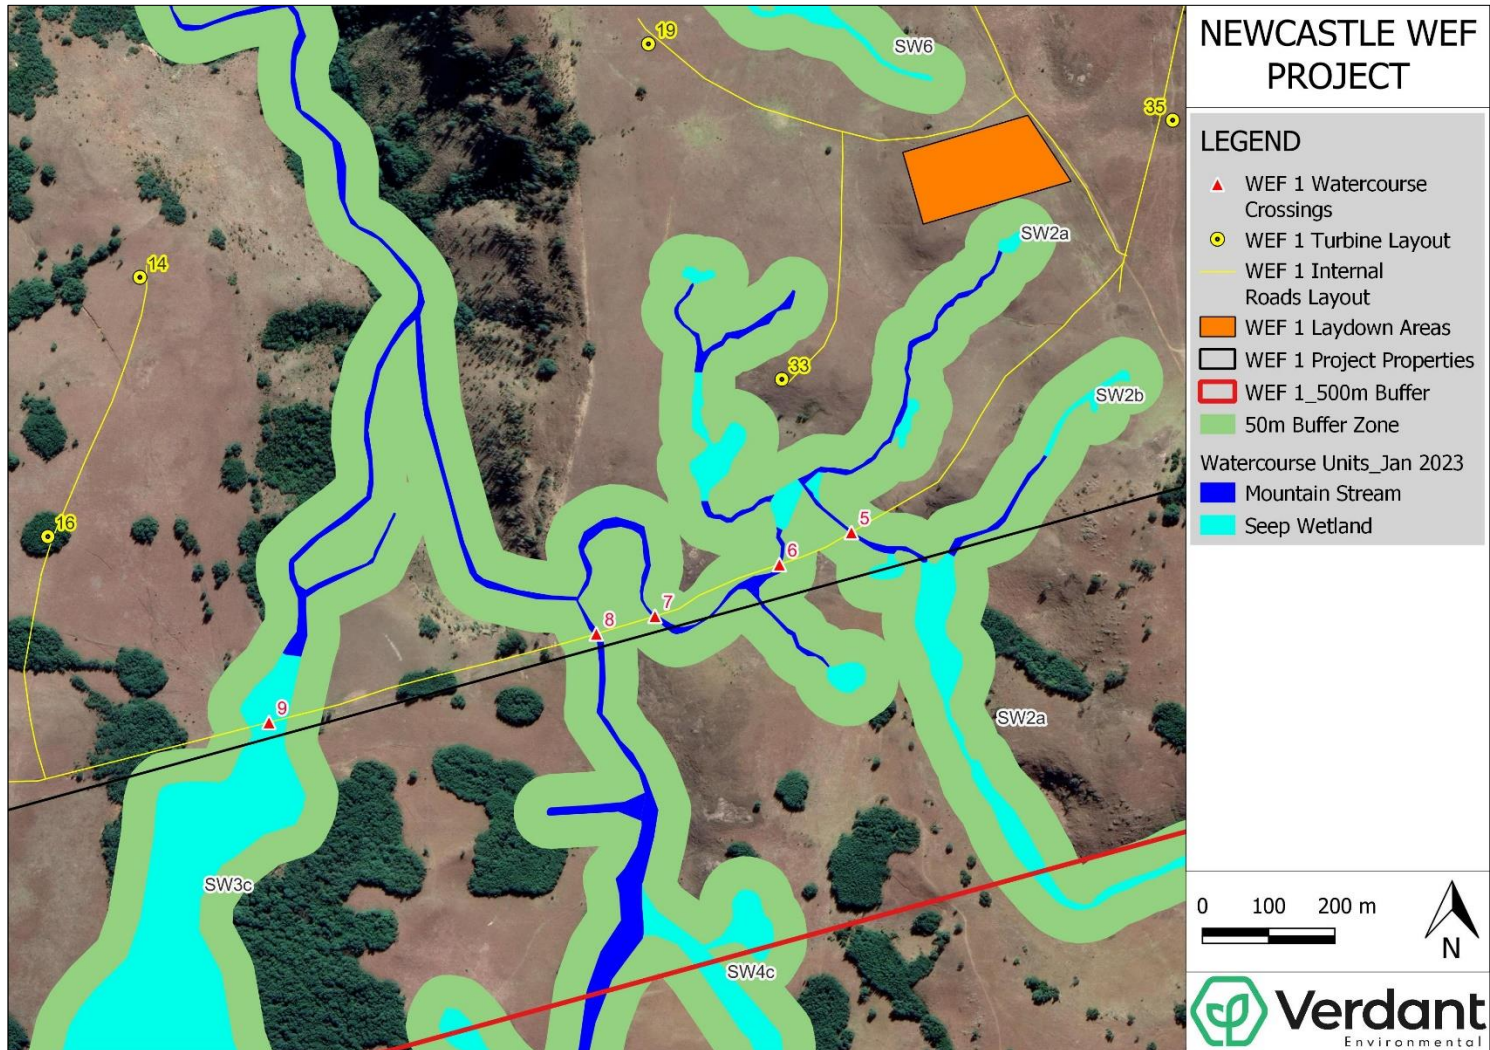 NEWCASTLE WEF
PROJECT
LEGEND
WEF 1 Watercourse
Crossings
WEF 1 Turbine Layout
WEF 1 Internal
Roads Layout
WEF 1 Laydown Areas
WEF 1 Project Properties
WEF 1_500m Buffer
50m Buffer Zone
Watercourse Units_Jan 2023
Mountain Stream
Seep Wetland
0 100 200 m
N
Verdant
Environmental
19
SW6
35
SW2a
14
33
SW2b
16
5
6
7
8
9
SW2a
SW3c
SW4c